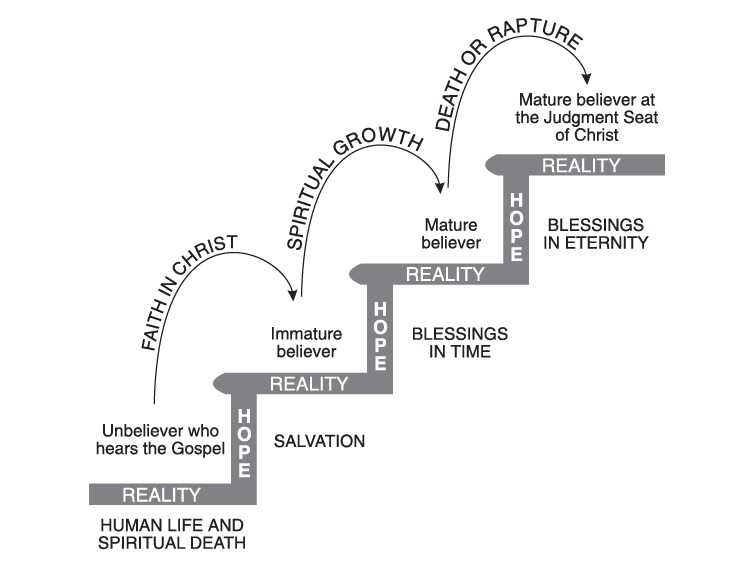 DEATH OR RAPTURE
Mature believer at
the Judgment Seat
of Christ
REALITY
HOPE
BLESSINGS
IN ETERNITY
SPIRITUAL GROWTH
Mature
believer
REALITY
HOPE
BLESSINGS
IN TIME
FAITH IN CHRIST
Immature
believer
REALITY
HOPE
SALVATION
Unbeliever who
hears the Gospel
REALITY
HUMAN LIFE AND
SPIRITUAL DEATH